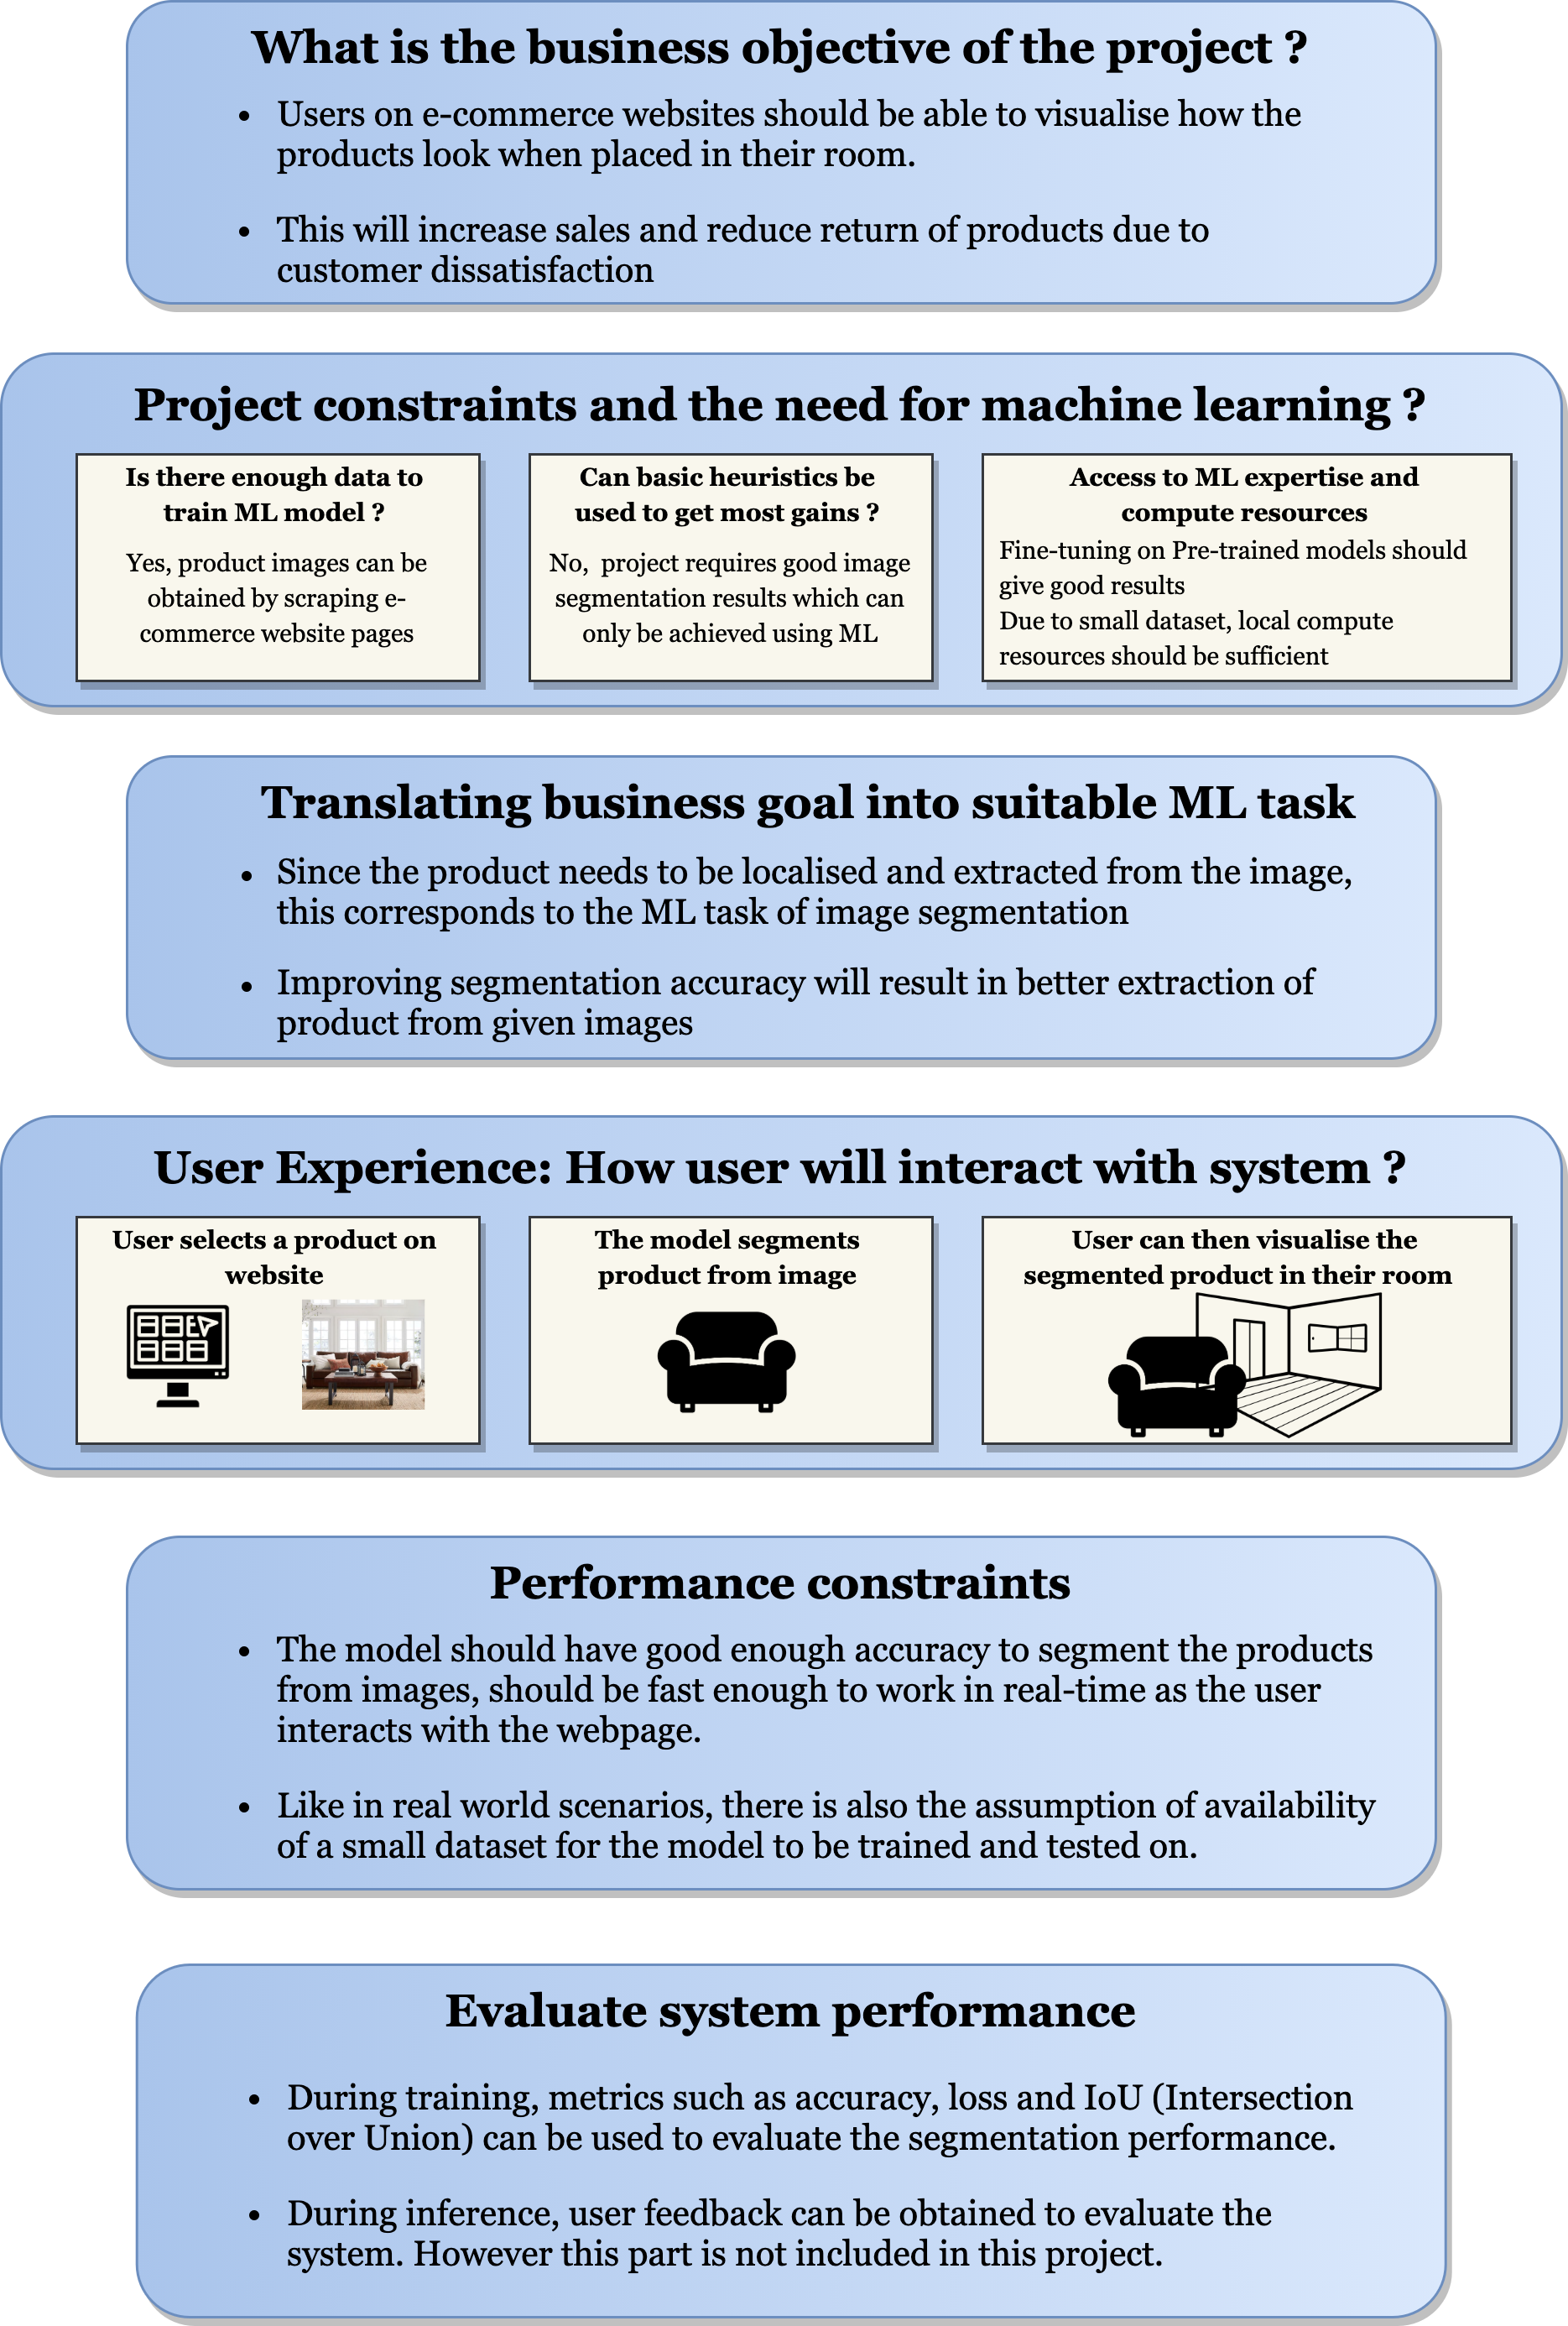 What is the business objective of the project ?
• Users on e-commerce websites should be able to visualise how the
products look when placed in their room.
• This will increase sales and reduce return of products due to
customer dissatisfaction
Project constraints and the need for machine learning ?
Is there enough data to
train ML model ?
Yes, product images can be
obtained by scraping e-
commerce website pages
Can basic heuristics be
used to get most gains ?
No,  project requires good image
segmentation results which can
only be achieved using ML
Access to ML expertise and
compute resources
Fine-tuning on Pre-trained models should
give good results
Due to small dataset, local compute
resources should be sufficient
Translating business goal into suitable ML task
• Since the product needs to be localised and extracted from the image,
this corresponds to the ML task of image segmentation
• Improving segmentation accuracy will result in better extraction of
product from given images
User Experience: How user will interact with system ?
User selects a product on
website
The model segments
product from image
User can then visualise the
segmented product in their room
Performance constraints
• The model should have good enough accuracy to segment the products
from images, should be fast enough to work in real-time as the user
interacts with the webpage.
• Like in real world scenarios, there is also the assumption of availability
of a small dataset for the model to be trained and tested on.
Evaluate system performance
• During training, metrics such as accuracy, loss and IoU (Intersection
over Union) can be used to evaluate the segmentation performance.
• During inference, user feedback can be obtained to evaluate the
system. However this part is not included in this project.